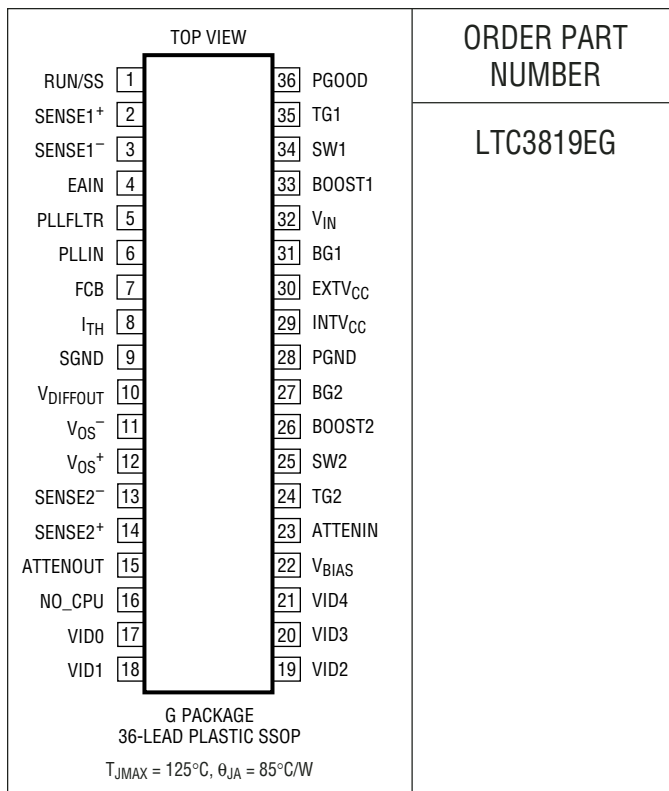 TOP VIEW
RUN/SS 1
SENSE1+ 2
SENSE1– 3
EAIN 4
PLLFLTR 5
PLLIN 6
FCB 7
ITH 8
SGND 9
VDIFFOUT 10
VOS– 11
VOS+ 12
SENSE2– 13
SENSE2+ 14
ATTENOUT 15
NO_CPU 16
VID0 17
VID1 18
36 PGOOD
35 TG1
34 SW1
33 BOOST1
32 VIN
31 BG1
30 EXTVCC
29 INTVCC
28 PGND
27 BG2
26 BOOST2
25 SW2
24 TG2
23 ATTENIN
22 VBIAS
21 VID4
20 VID3
19 VID2
G PACKAGE
36-LEAD PLASTIC SSOP
TJMAX = 125°C, θJA = 85°C/W
ORDER PART
NUMBER
LTC3819EG